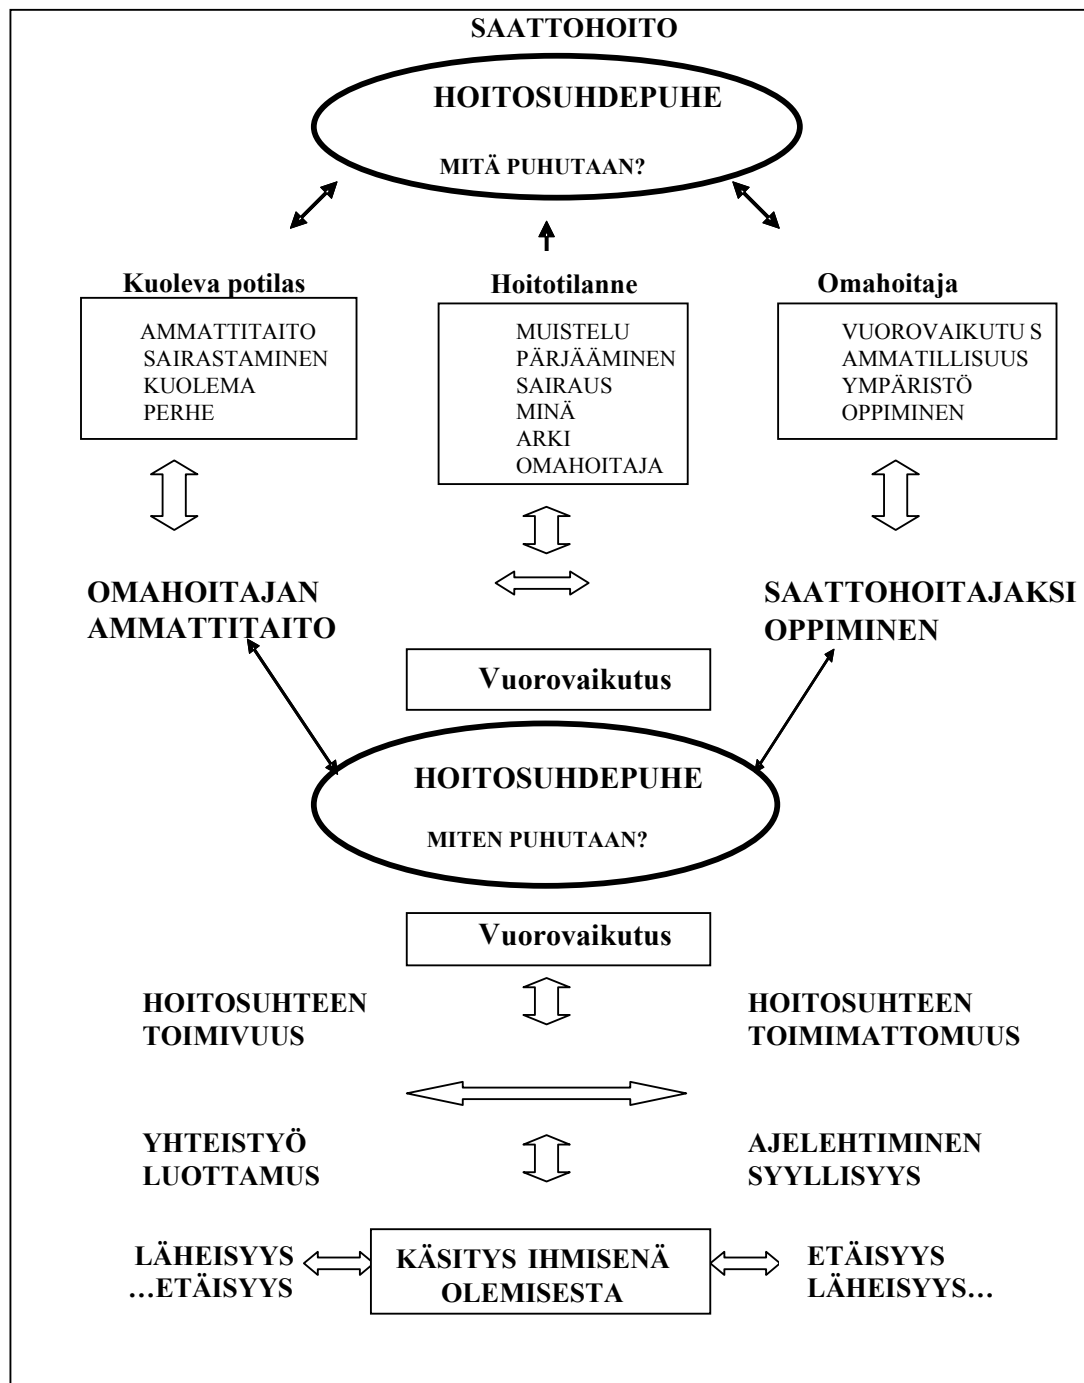 SAATTOHOITO
HOITOSUHDEPUHE
MITÄ PUHUTAAN?
Kuoleva potilas
AMMATTITAITO
SAIRASTAMINEN
KUOLEMA
PERHE
Hoitotilanne
MUISTELU
PÄRJÄÄMINEN
SAIRAUS
MINÄ
ARKI
OMAHOITAJA
Omahoitaja
VUOROVAIKUTU S
AMMATILLISUUS
YMPÄRISTÖ
OPPIMINEN
OMAHOITAJAN
AMMATTITAITO
SAATTOHOITAJAKSI
OPPIMINEN
Vuorovaikutus
HOITOSUHDEPUHE
MITEN PUHUTAAN?
Vuorovaikutus
HOITOSUHTEEN
TOIMIVUUS
HOITOSUHTEEN
TOIMIMATTOMUUS
YHTEISTYÖ
LUOTTAMUS
AJELEHTIMINEN
SYYLLISYYS
LÄHEISYYS
...ETÄISYYS
KÄSITYS IHMISENÄ
OLEMISESTA
ETÄISYYS
LÄHEISYYS...